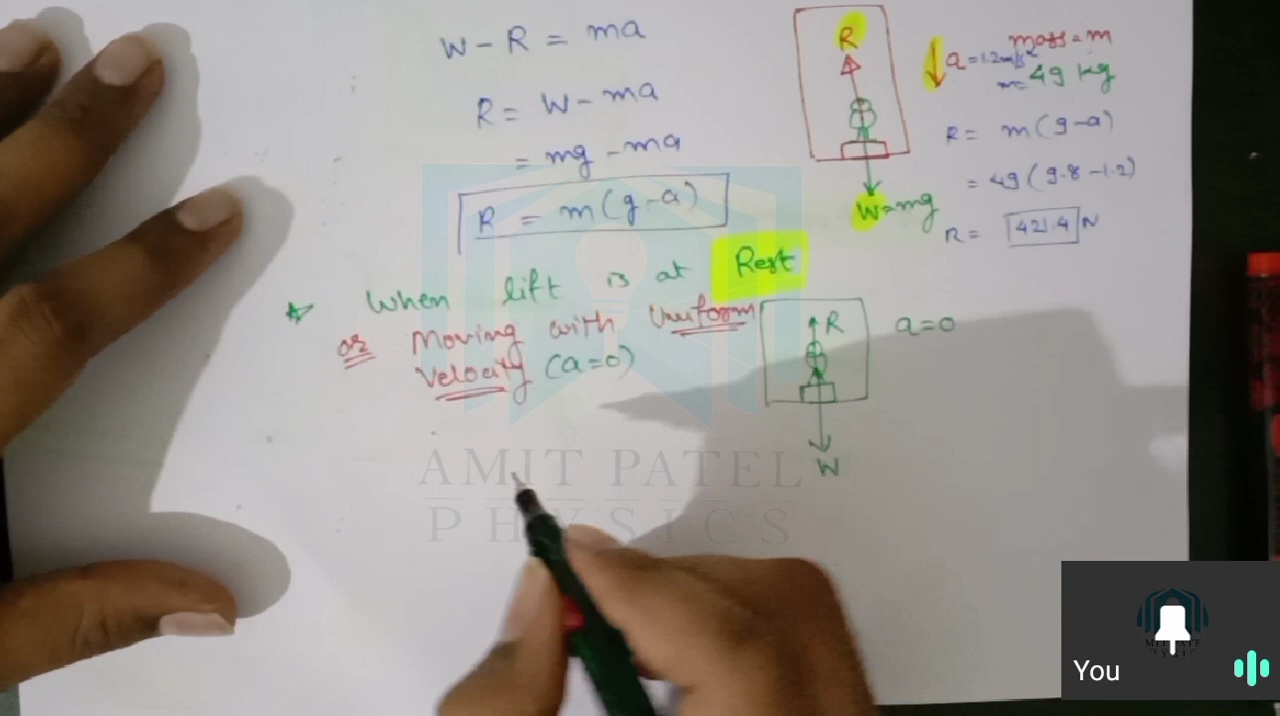 W - R = ma
R = W - ma
= mg - ma
R = m(g-a)
R
W=mg
a = 1.2 m/s²
mass = m
m = 49 kg
R = m(g-a)
= 49(9.8-1.2)
R = 421.4 N
When lift is at Rest
or Moving with Uniform
Velocity (a=0)
R
W
a=0
AMIT PATEL
PHYSICS
You